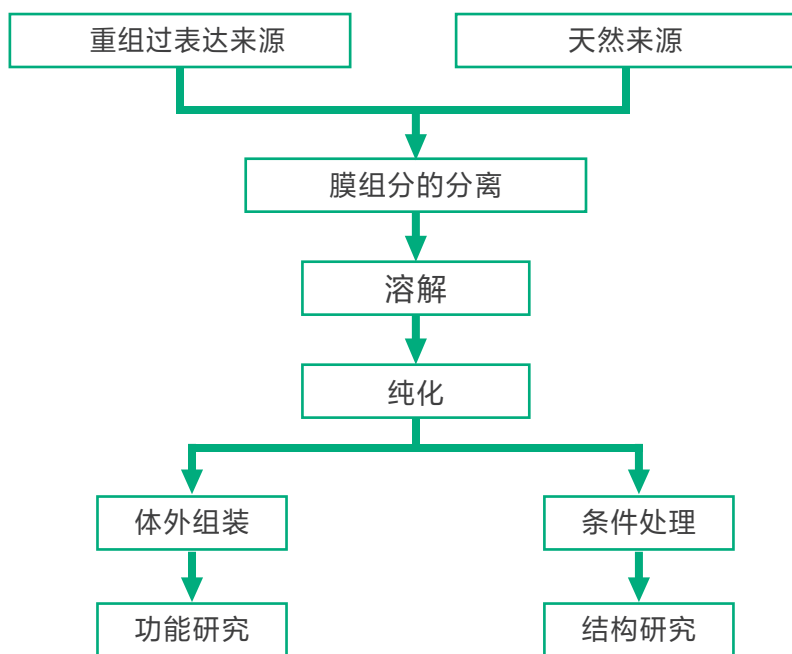 重组过表达来源
天然来源
膜组分的分离
溶解
纯化
体外组装
条件处理
功能研究
结构研究